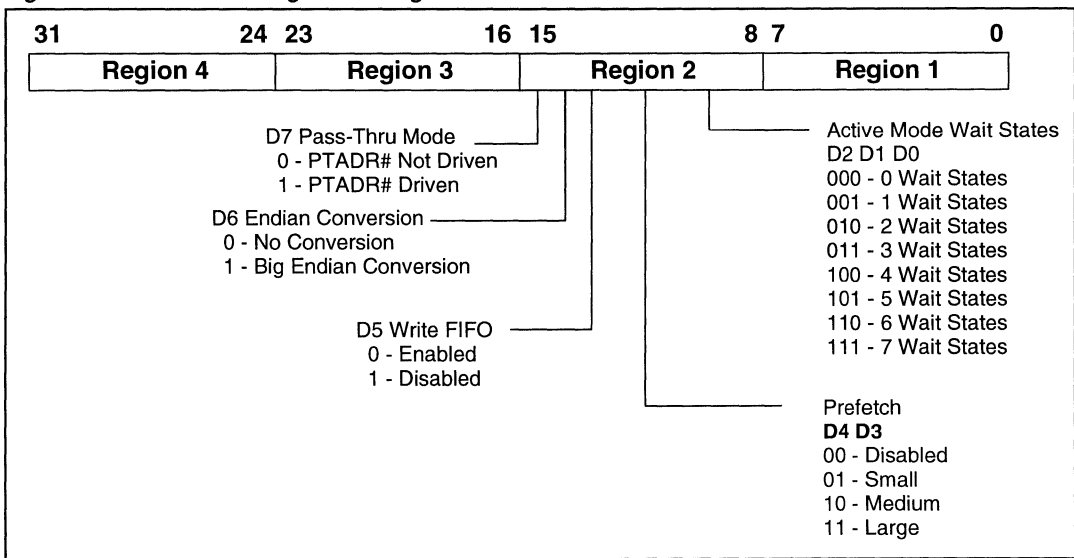 31 24 23 16 15 8 7 0
Region 4 Region 3 Region 2 Region 1
D7 Pass-Thru Mode
0 - PTADR# Not Driven
1 - PTADR# Driven
D6 Endian Conversion
0 - No Conversion
1 - Big Endian Conversion
D5 Write FIFO
0 - Enabled
1 - Disabled
Active Mode Wait States
D2 D1 D0
000 - 0 Wait States
001 - 1 Wait States
010 - 2 Wait States
011 - 3 Wait States
100 - 4 Wait States
101 - 5 Wait States
110 - 6 Wait States
111 - 7 Wait States
Prefetch
D4 D3
00 - Disabled
01 - Small
10 - Medium
11 - Large